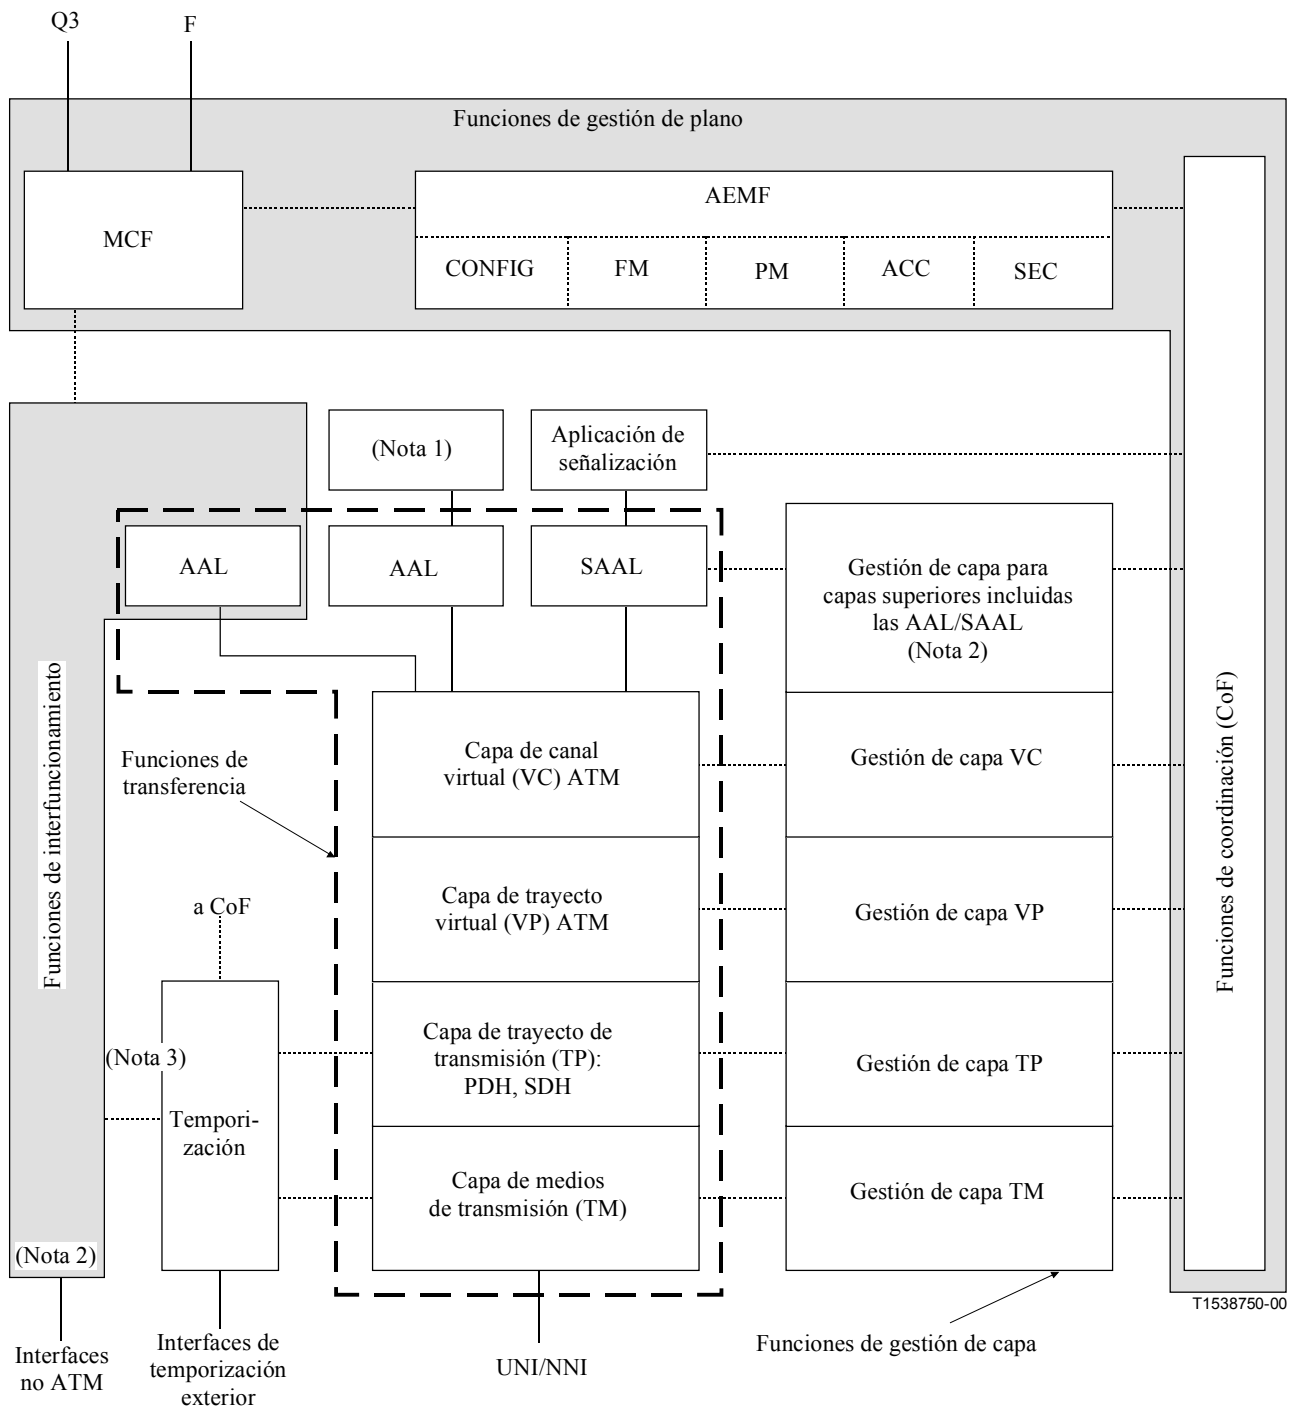 Q3
F
Funciones de gestión de plano
MCF
AEMF
CONFIG
FM
PM
ACC
SEC
(Nota 1)
Aplicación de
señalización
AAL
AAL
SAAL
Gestión de capa para
capas superiores incluidas
las AAL/SAAL
(Nota 2)
Funciones de interfuncionamiento
Funciones de coordinación (CoF)
Funciones de
transferencia
Capa de canal
virtual (VC) ATM
Gestión de capa VC
a CoF
Capa de trayecto
virtual (VP) ATM
Gestión de capa VP
(Nota 3)
Tempori-
zación
Capa de trayecto de
transmisión (TP):
PDH, SDH
Gestión de capa TP
Capa de medios
de transmisión (TM)
Gestión de capa TM
(Nota 2)
T1538750-00
Interfaces
no ATM
Interfaces de
temporización
exterior
UNI/NNI
Funciones de gestión de capa